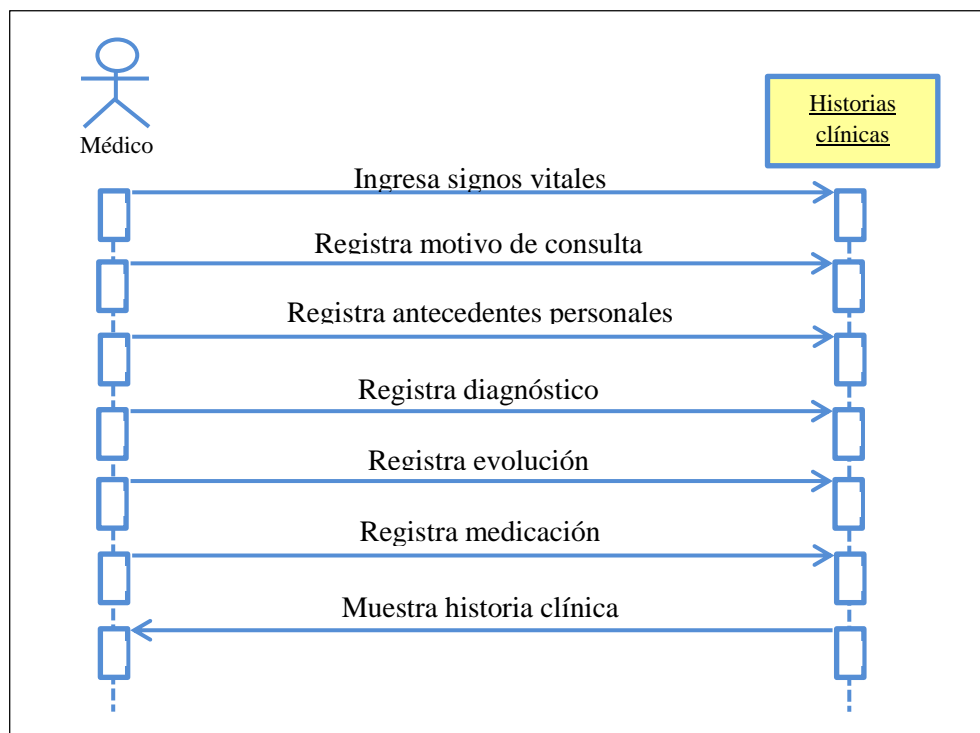 Médico
Historias
clínicas
Ingresa signos vitales
Registra motivo de consulta
Registra antecedentes personales
Registra diagnóstico
Registra evolución
Registra medicación
Muestra historia clínica